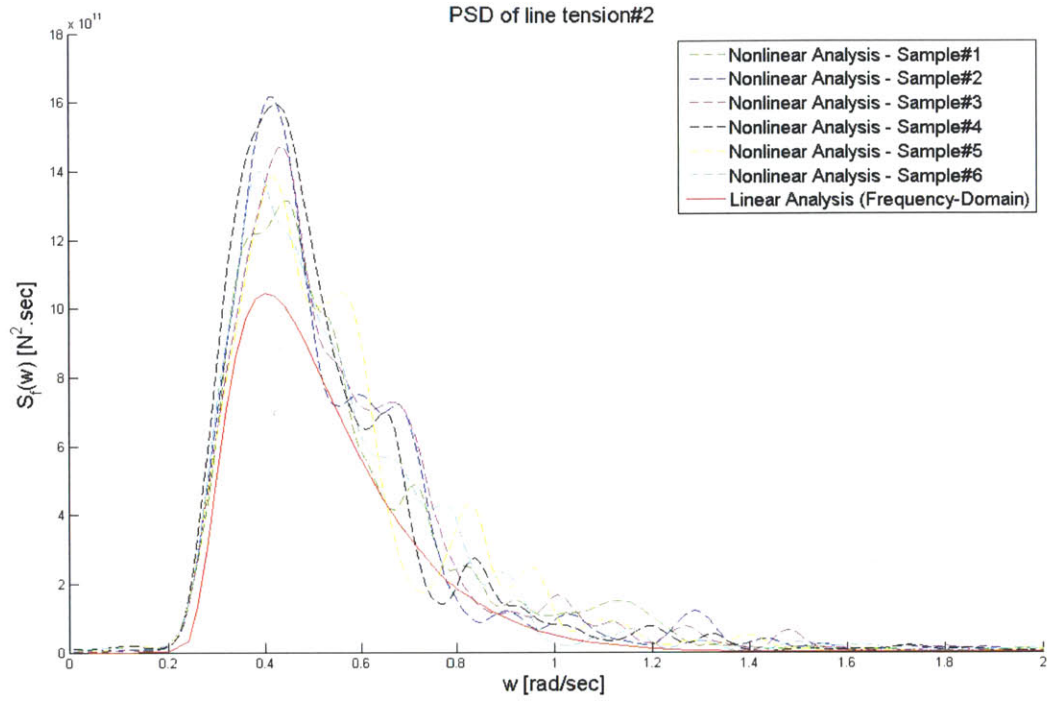 PSD of line tension#2
x 10^11
18
16
14
12
10
8
6
4
2
0
S_f(w) [N^2.sec]
Nonlinear Analysis - Sample#1
Nonlinear Analysis - Sample#2
Nonlinear Analysis - Sample#3
Nonlinear Analysis - Sample#4
Nonlinear Analysis - Sample#5
Nonlinear Analysis - Sample#6
Linear Analysis (Frequency-Domain)
0 0.2 0.4 0.6 0.8 1 1.2 1.4 1.6 1.8 2
w [rad/sec]